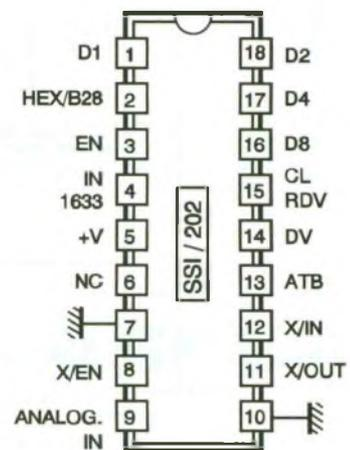 D1 1 18 D2
HEX/B28 2 17 D4
EN 3 16 D8
IN 1633 4 15 CL RDV
+V 5 14 DV
NC 6 13 ATB
7 12 X/IN
X/EN 8 11 X/OUT
ANALOG. IN 9 10
SSI / 202